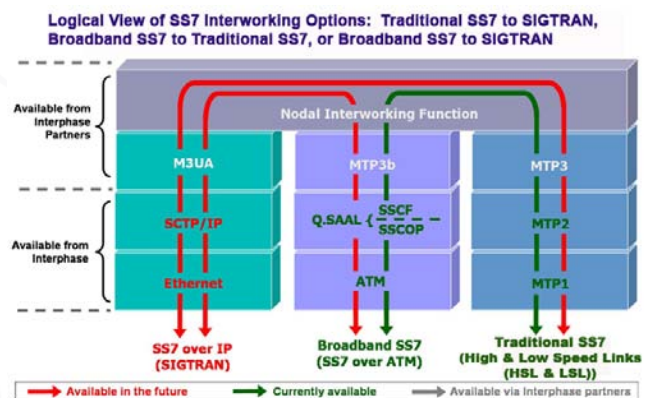 Logical View of SS7 Interworking Options: Traditional SS7 to SIGTRAN,
Broadband SS7 to Traditional SS7, or Broadband SS7 to SIGTRAN
Available from
Interphase
Partners
Nodal Interworking Function
M3UA
MTP3b
MTP3
Available from
Interphase
SCTP/IP
Q.SAAL { SSCF
SSCOP
MTP2
Ethernet
ATM
MTP1
SS7 over IP
(SIGTRAN)
Broadband SS7
(SS7 over ATM)
Traditional SS7
(High & Low Speed Links
(HSL & LSL))
Available in the future
Currently available
Available via Interphase partners